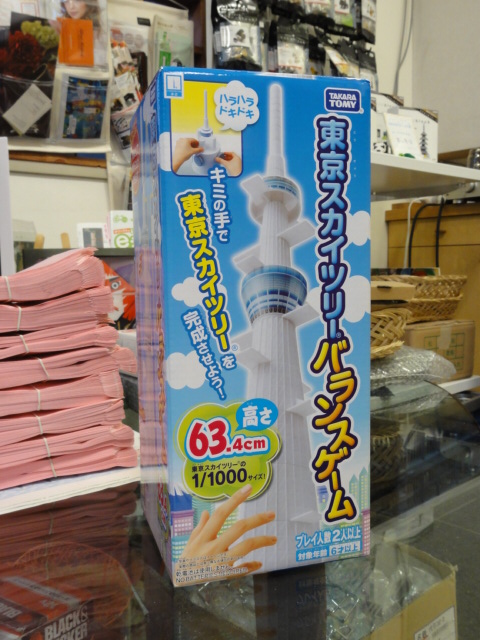 ハラハラ
ドキドキ
TAKARA
TOMY
キミの手で
東京スカイツリー®を
完成させよう!
東京スカイツリー®バランスゲーム
高さ
63.4cm
東京スカイツリー®の
1/1000サイズ!
プレイ人数 2人以上
対象年齢 6才以上
BLACKS